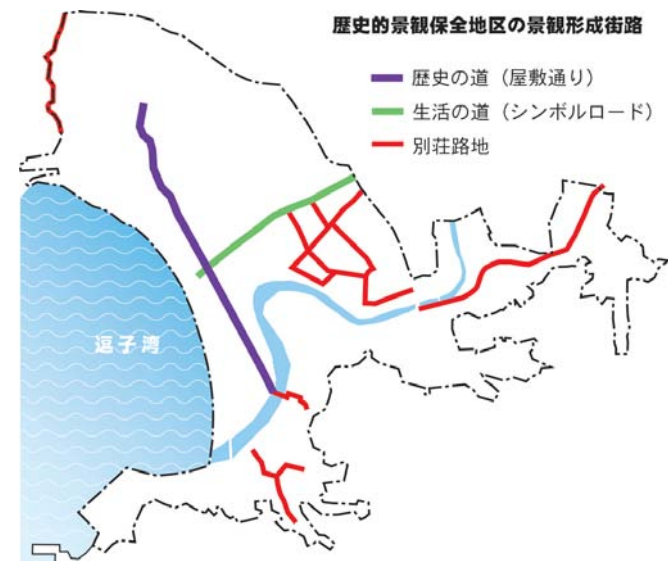 歴史的景観保全地区の景観形成街路
歴史の道（屋敷通り）
生活の道（シンボルロード）
別荘路地
逗子湾